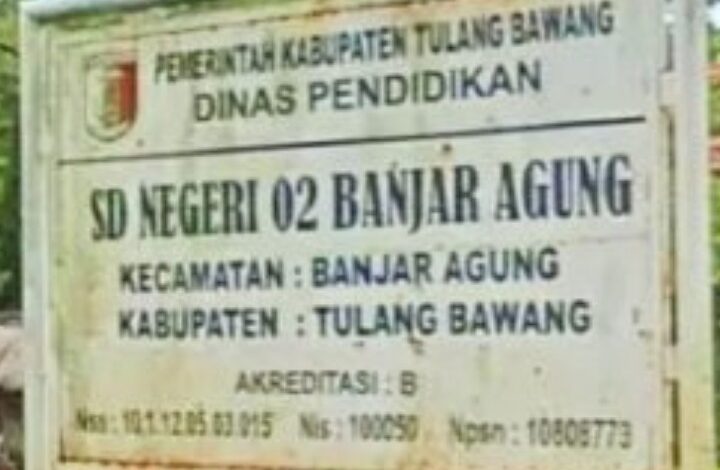 PEMERINTAH KABUPATEN TULANG BAWANG
DINAS PENDIDIKAN
SD NEGERI 02 BANJAR AGUNG
KECAMATAN : BANJAR AGUNG
KABUPATEN : TULANG BAWANG
AKREDITASI : B
Nss : 10.1.12.05.03.015 Nis : 100050 Npsn : 10808773